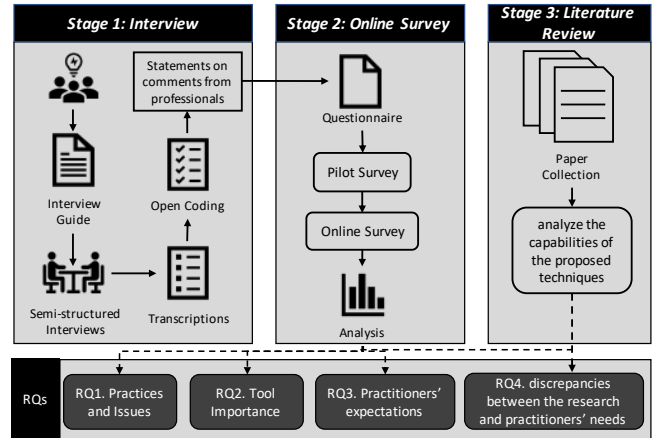 Stage 1: Interview
Statements on
comments from
professionals
Interview
Guide
Open Coding
Semi-structured
Interviews
Transcriptions
Stage 2: Online Survey
Questionnaire
Pilot Survey
Online Survey
Analysis
Stage 3: Literature
Review
Paper
Collection
analyze the
capabilities of
the proposed
techniques
RQs
RQ1. Practices
and Issues
RQ2. Tool
Importance
RQ3. Practitioners’
expectations
RQ4. discrepancies
between the research
and practitioners’ needs